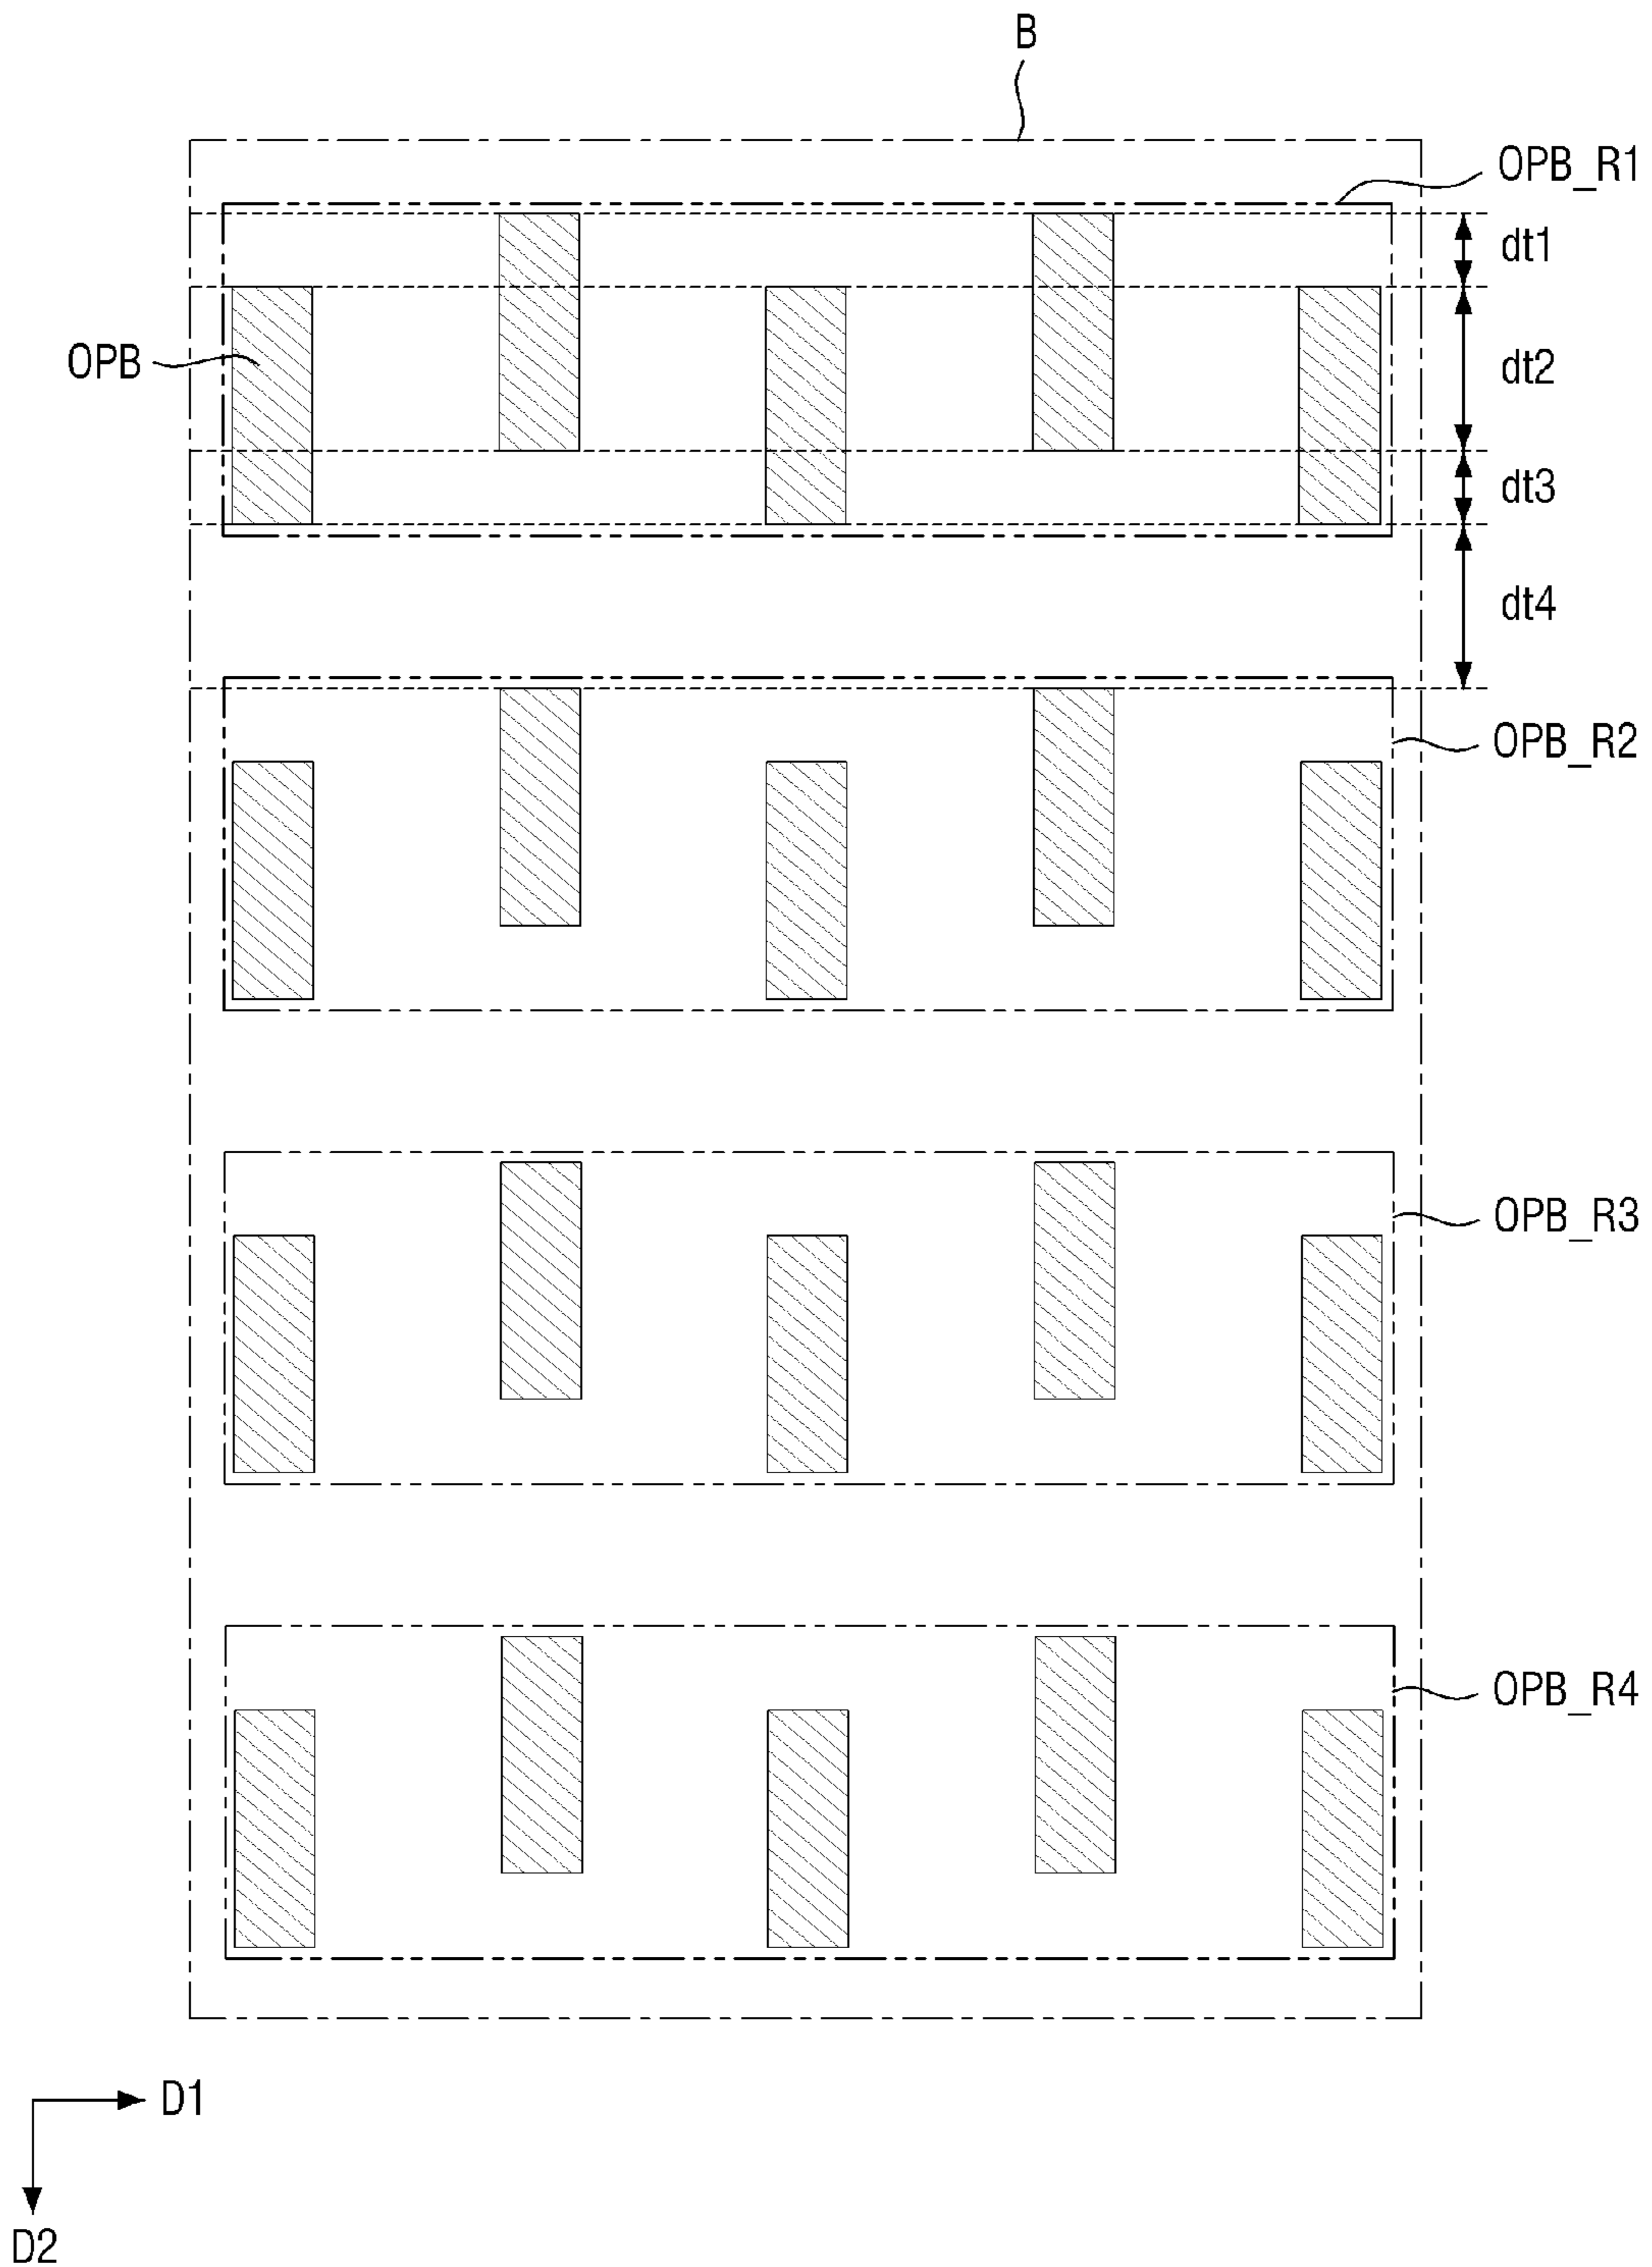 B
OPB_R1
dt1
OPB
dt2
dt3
dt4
OPB_R2
OPB_R3
OPB_R4
D1
D2